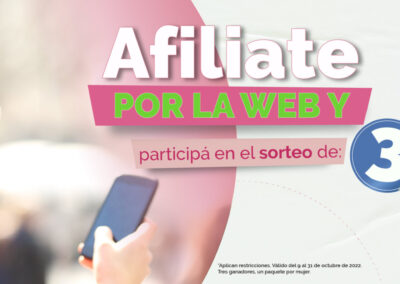 Afiliate
POR LA WEB Y
participá en el sorteo de:
3
*Aplican restricciones. Válido del 9 al 31 de octubre de 2022.
Tres ganadores, un paquete por mujer.